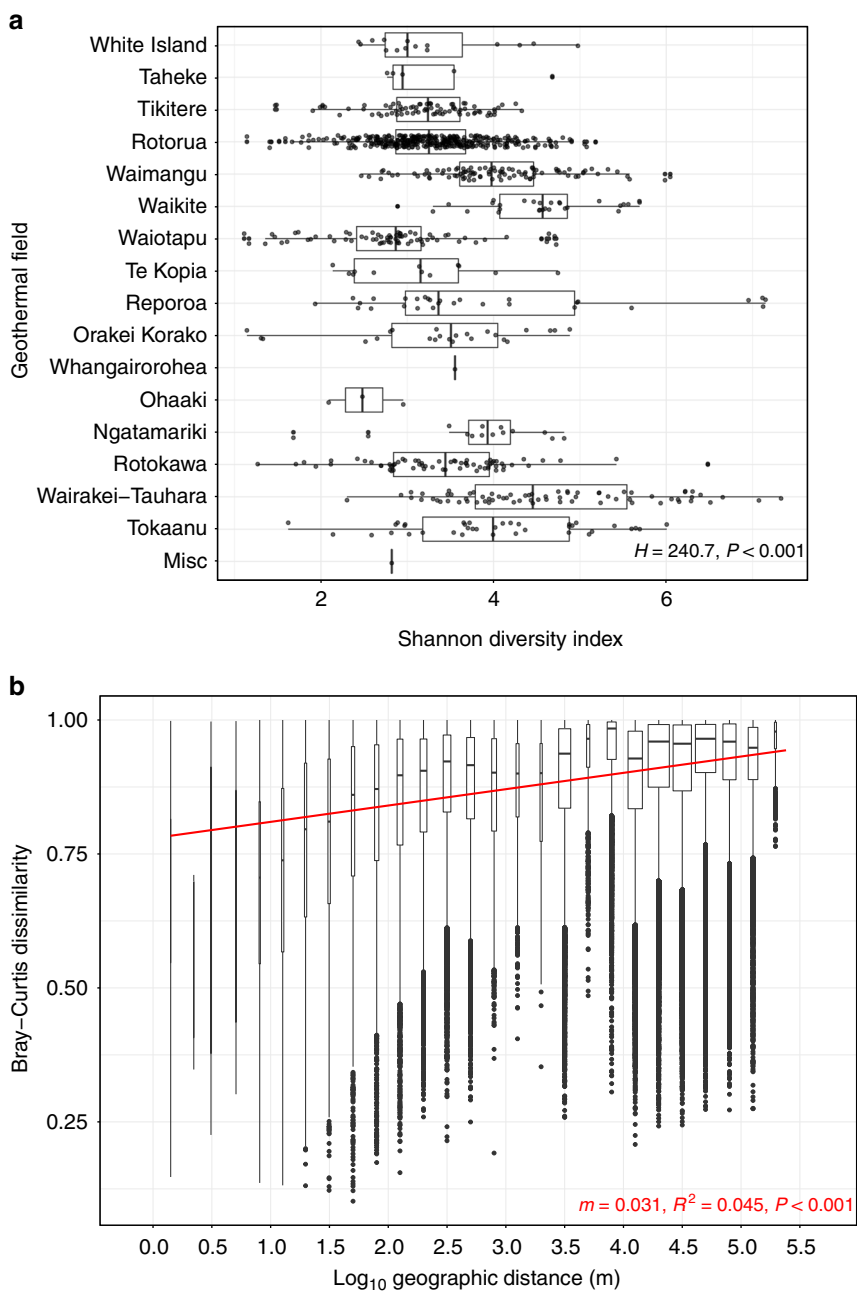 a
White Island
Taheke
Tikitere
Rotorua
Waimangu
Waikite
Waiotapu
Te Kopia
Reporoa
Orakei Korako
Whangairorohea
Ohaaki
Ngatamariki
Rotokawa
Wairakei–Tauhara
Tokaanu
Misc
Geothermal field
H = 240.7, P < 0.001
2 4 6
Shannon diversity index
b
1.00
0.75
0.50
0.25
Bray–Curtis dissimilarity
m = 0.031, R² = 0.045, P < 0.001
0.0 0.5 1.0 1.5 2.0 2.5 3.0 3.5 4.0 4.5 5.0 5.5
Log₁₀ geographic distance (m)